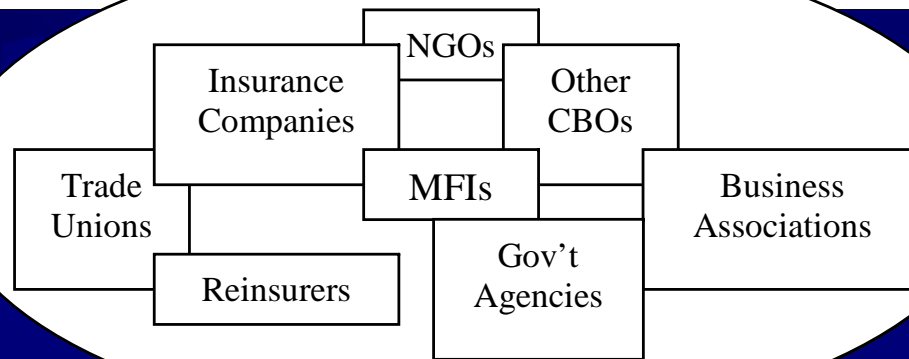 NGOs
Insurance
Companies
Other
CBOs
Trade
Unions
MFIs
Business
Associations
Reinsurers
Gov’t
Agencies